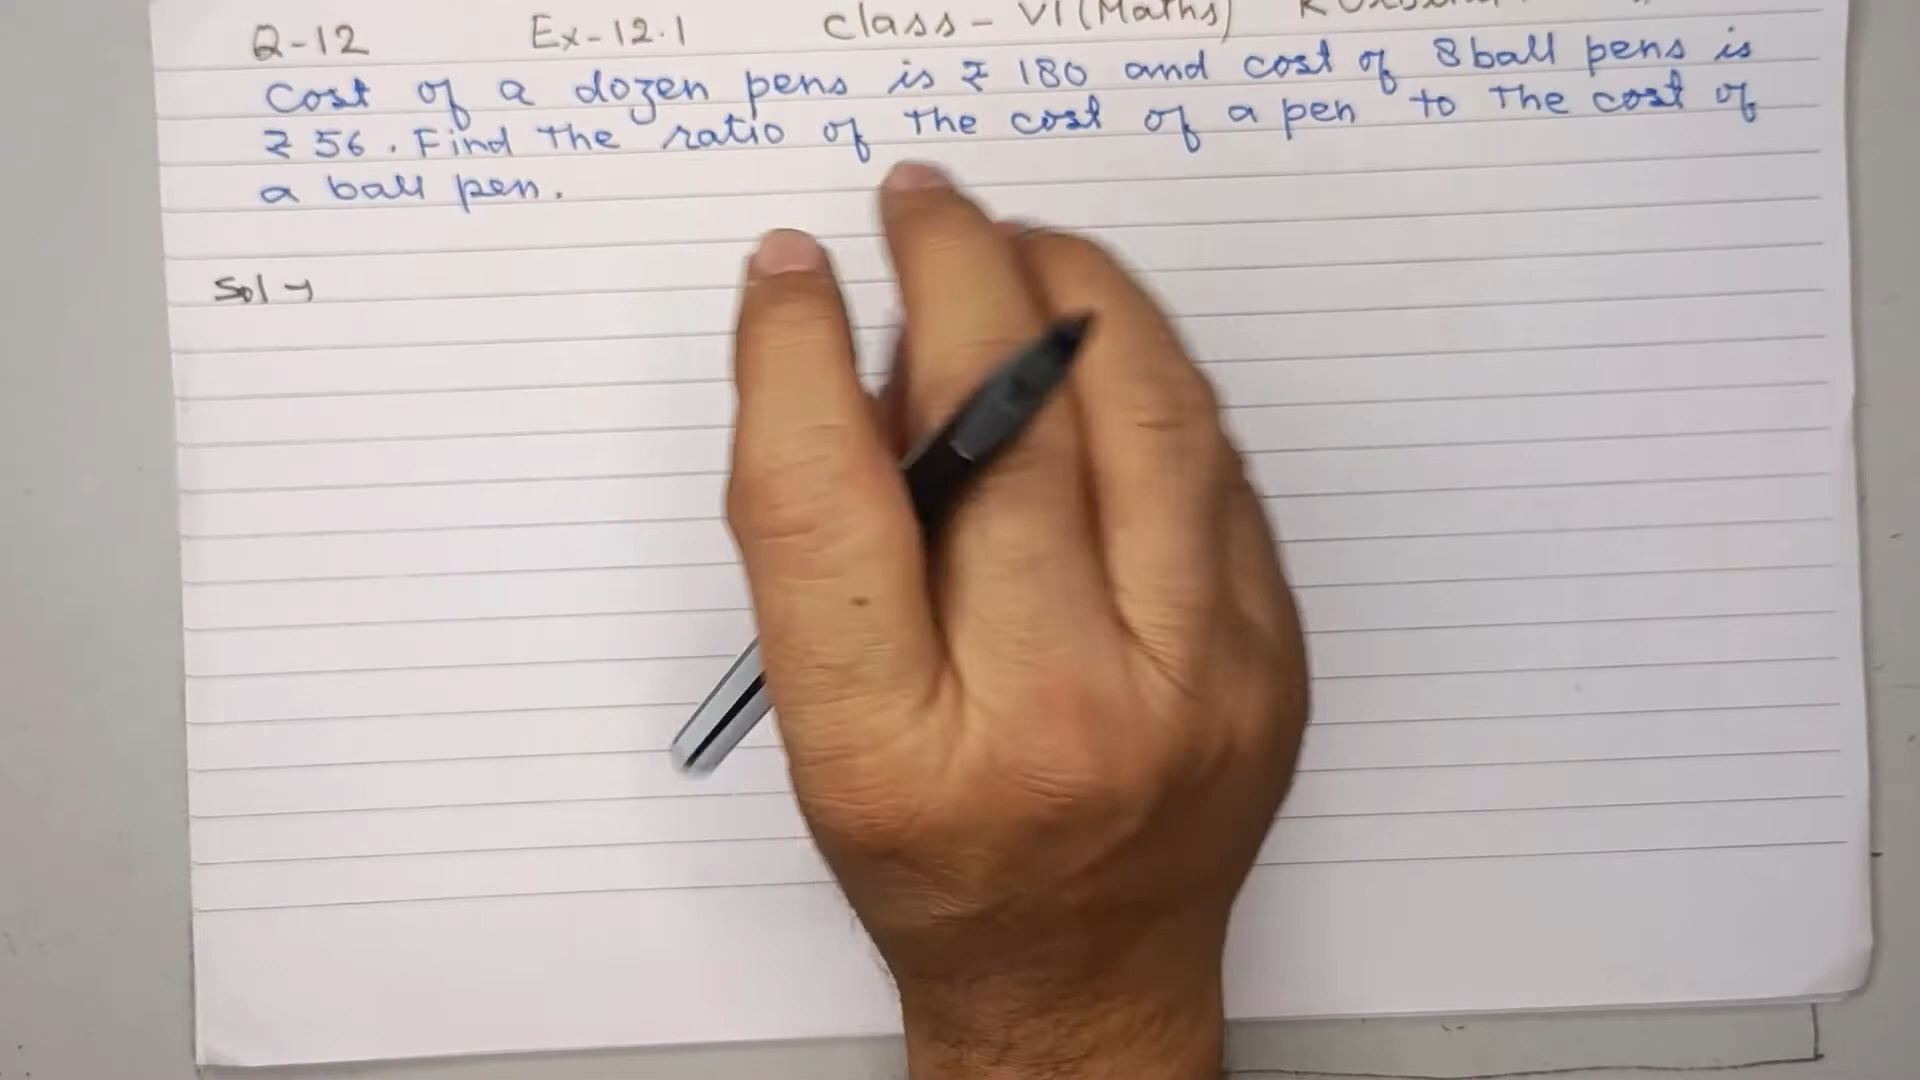 Q-12 Ex-12.1 Class - VI (Maths)
Cost of a dozen pens is ₹ 180 and cost of 8 ball pens is
₹ 56. Find the ratio of the cost of a pen to the cost of
a ball pen.
Sol